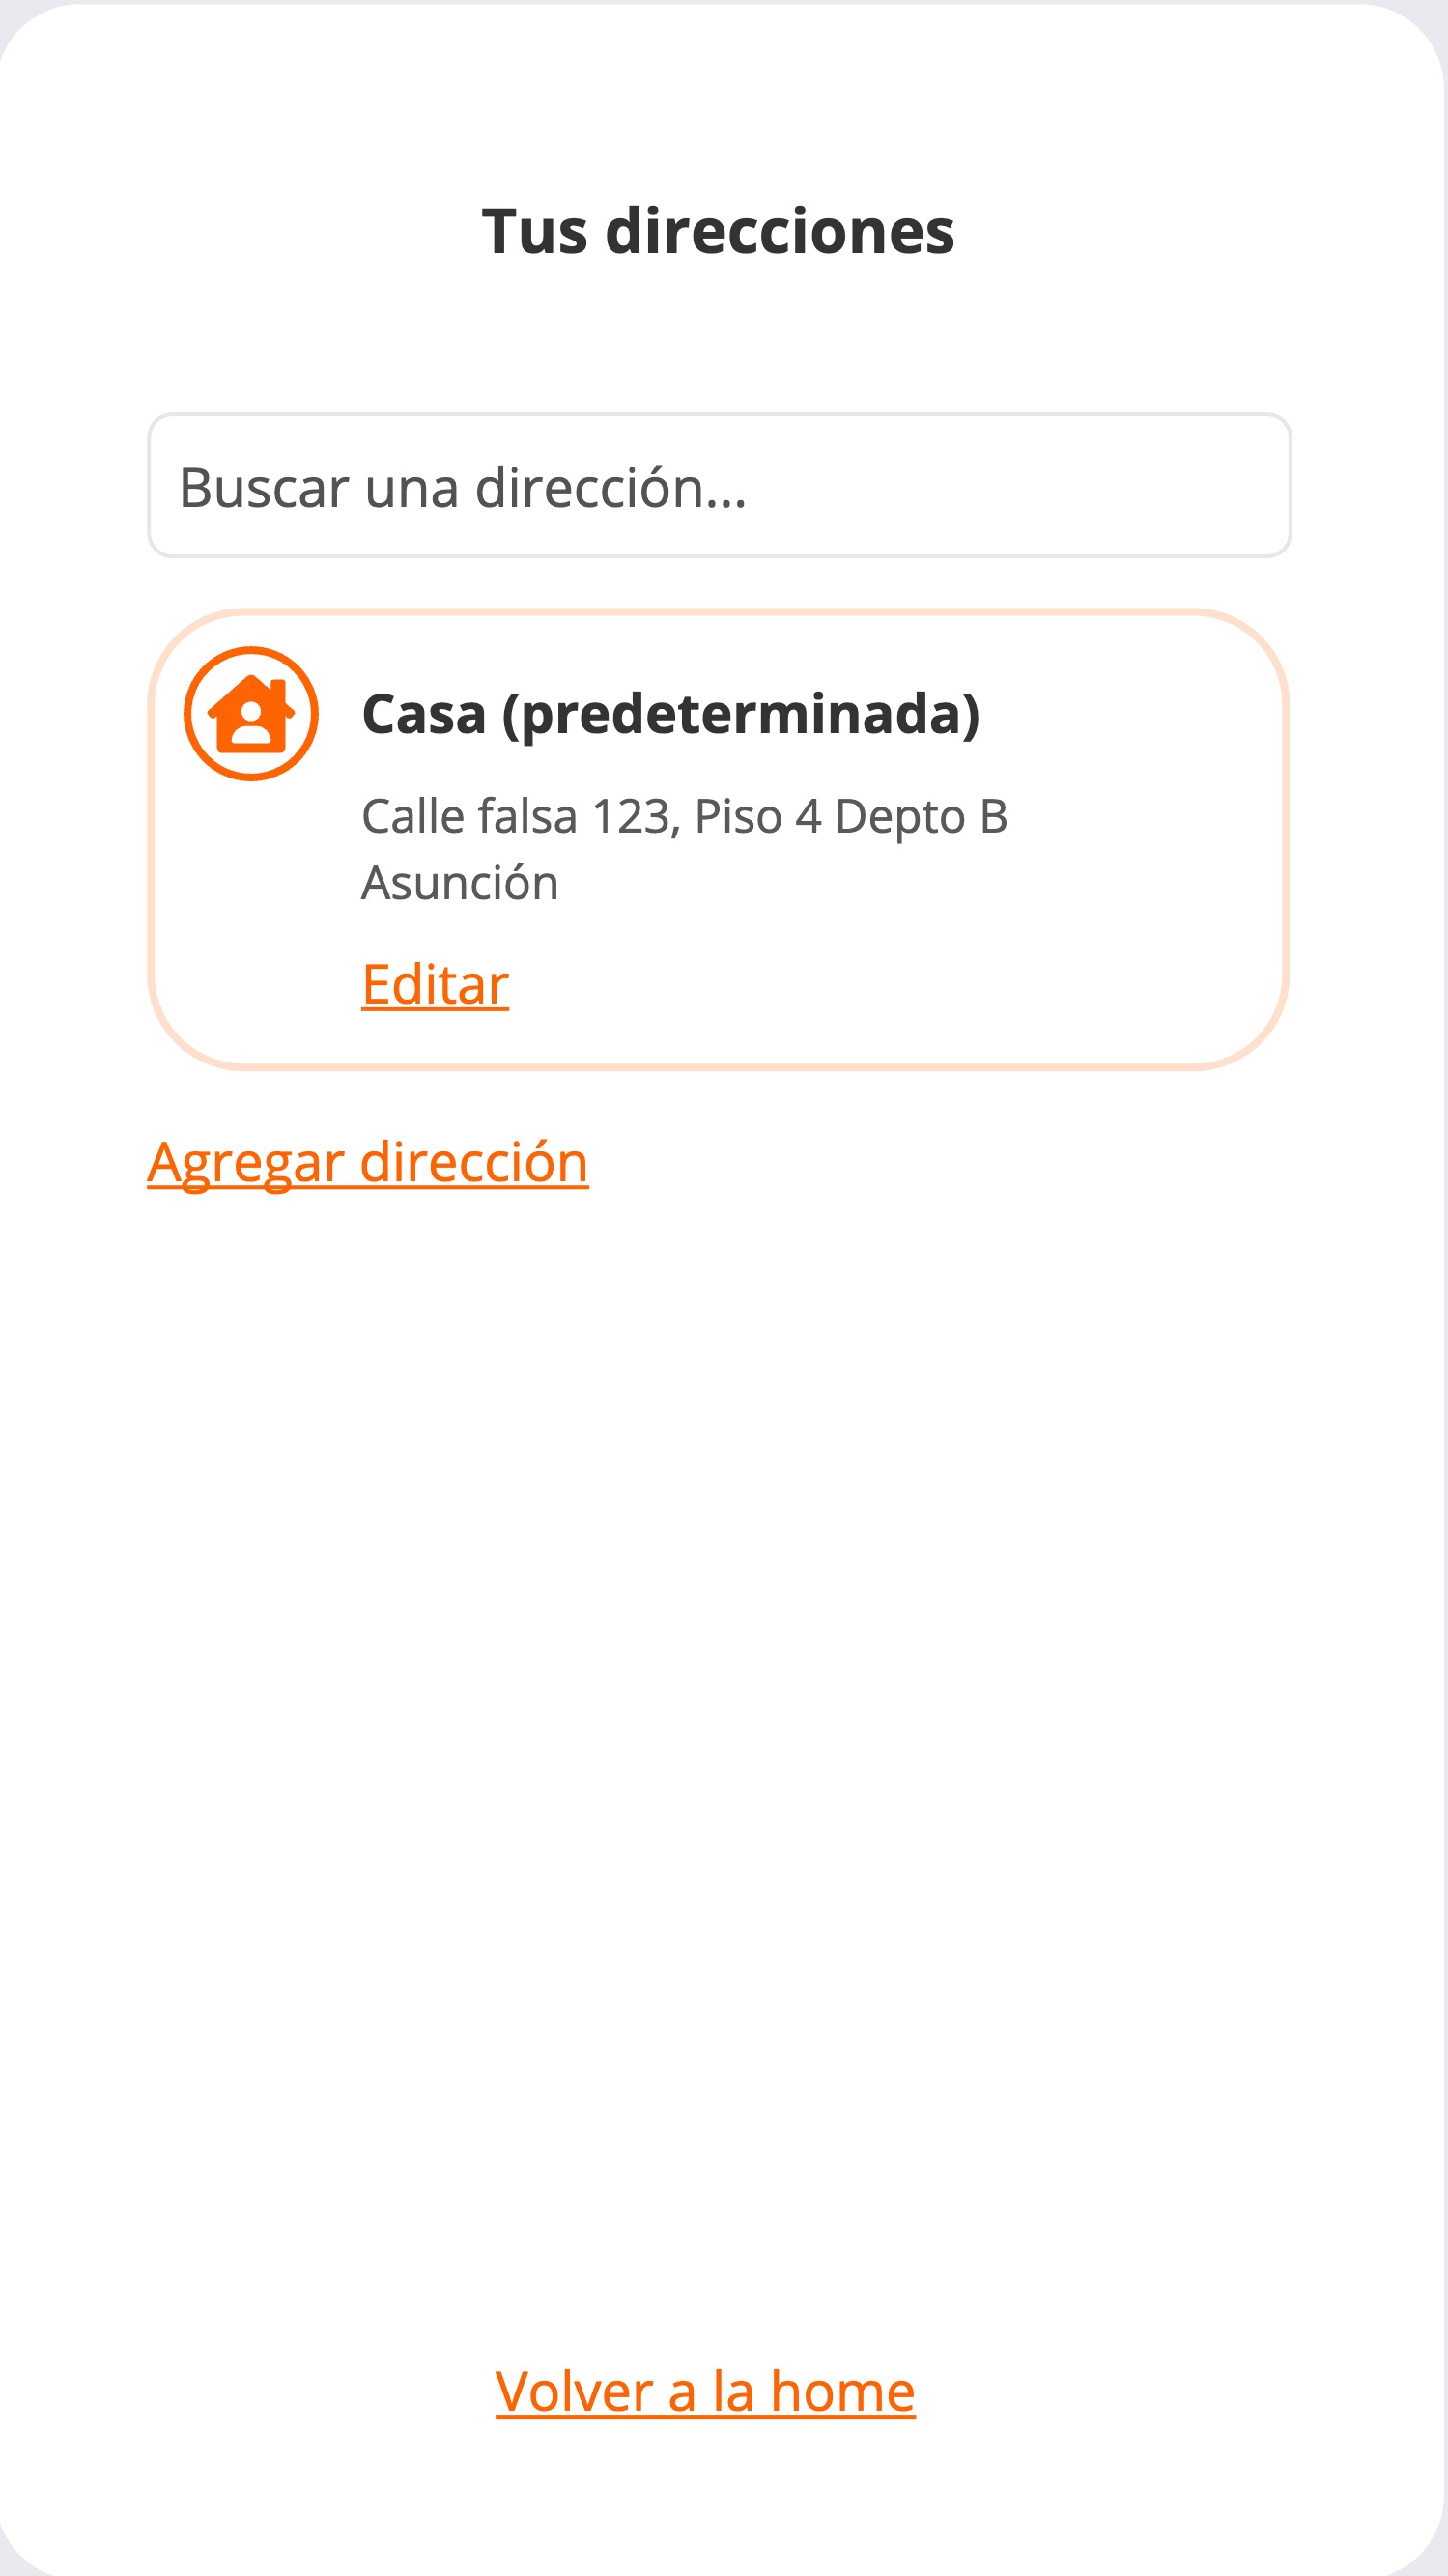 Tus direcciones
Buscar una dirección...
Casa (predeterminada)
Calle falsa 123, Piso 4 Depto B
Asunción
Editar
Agregar dirección
Volver a la home